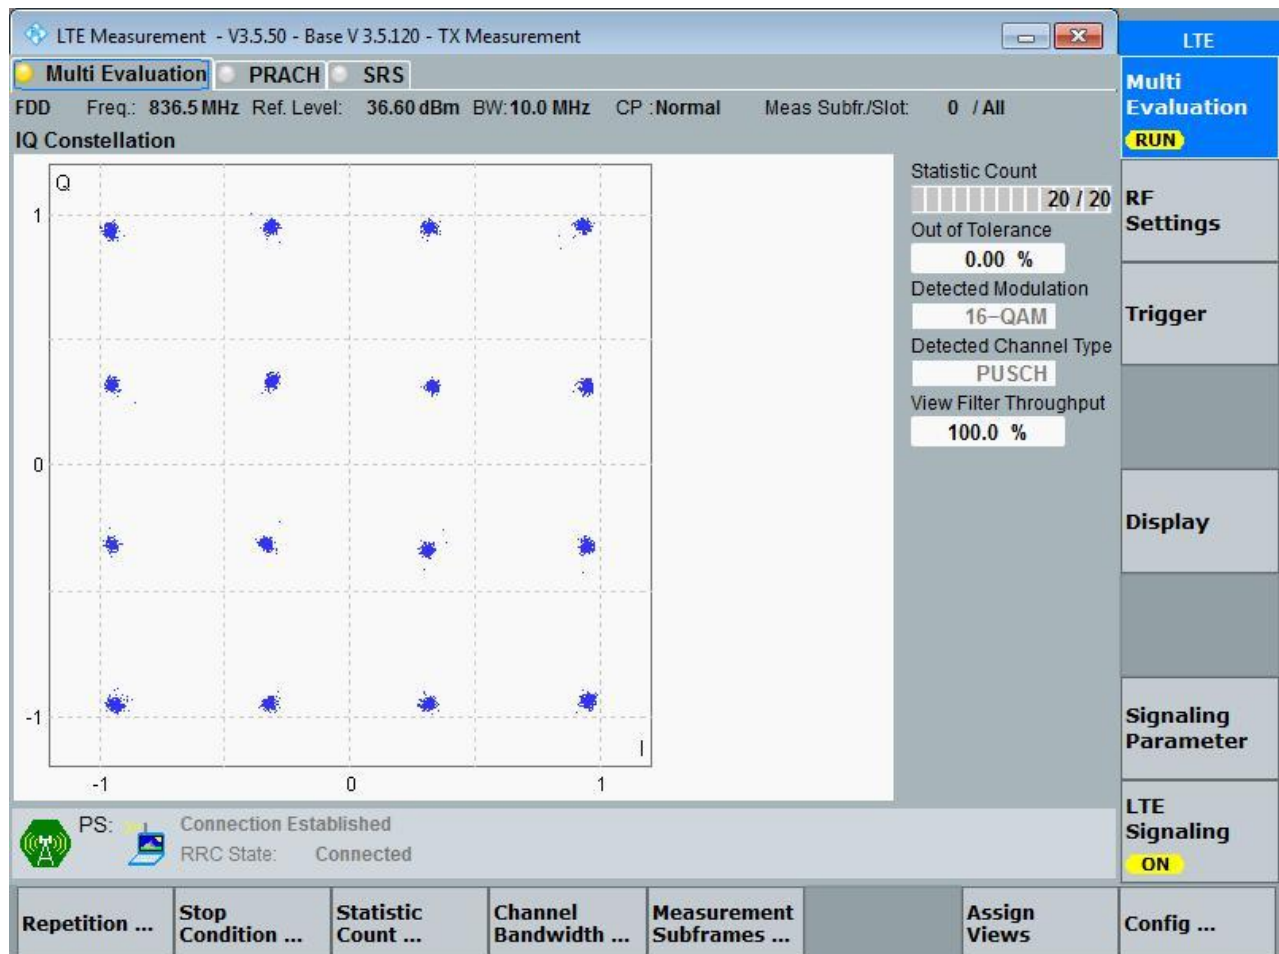 LTE Measurement - V3.5.50 - Base V 3.5.120 - TX Measurement
LTE
Multi Evaluation PRACH SRS
Multi
Evaluation
RUN
FDD Freq.: 836.5 MHz Ref. Level: 36.60 dBm BW: 10.0 MHz CP : Normal Meas Subfr./Slot: 0 / All
IQ Constellation
Q
1
0
-1
I
-1 0 1
Statistic Count
20 / 20
Out of Tolerance
0.00 %
Detected Modulation
16-QAM
Detected Channel Type
PUSCH
View Filter Throughput
100.0 %
RF
Settings
Trigger
Display
Signaling
Parameter
LTE
Signaling
ON
PS: Connection Established
RRC State: Connected
Repetition ...
Stop
Condition ...
Statistic
Count ...
Channel
Bandwidth ...
Measurement
Subframes ...
Assign
Views
Config ...